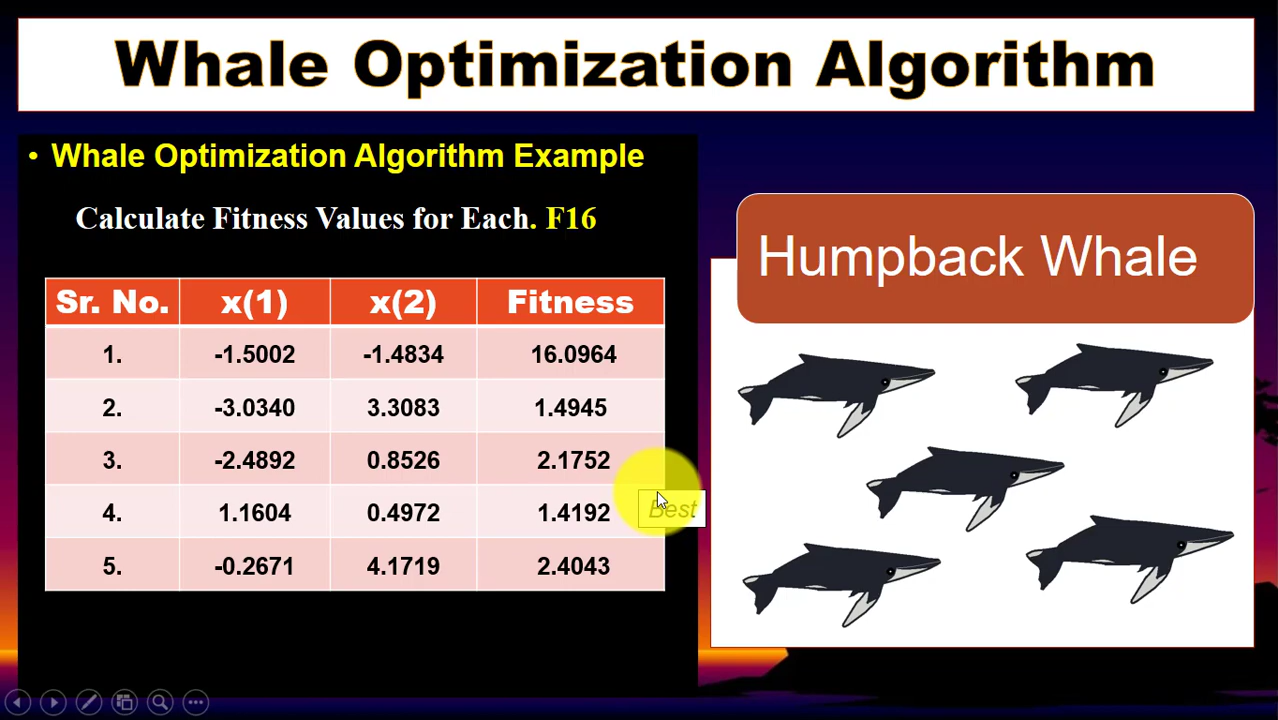 Whale Optimization Algorithm
• Whale Optimization Algorithm Example
Calculate Fitness Values for Each. F16
Sr. No. x(1) x(2) Fitness
1. -1.5002 -1.4834 16.0964
2. -3.0340 3.3083 1.4945
3. -2.4892 0.8526 2.1752
4. 1.1604 0.4972 1.4192 Best
5. -0.2671 4.1719 2.4043
Humpback Whale